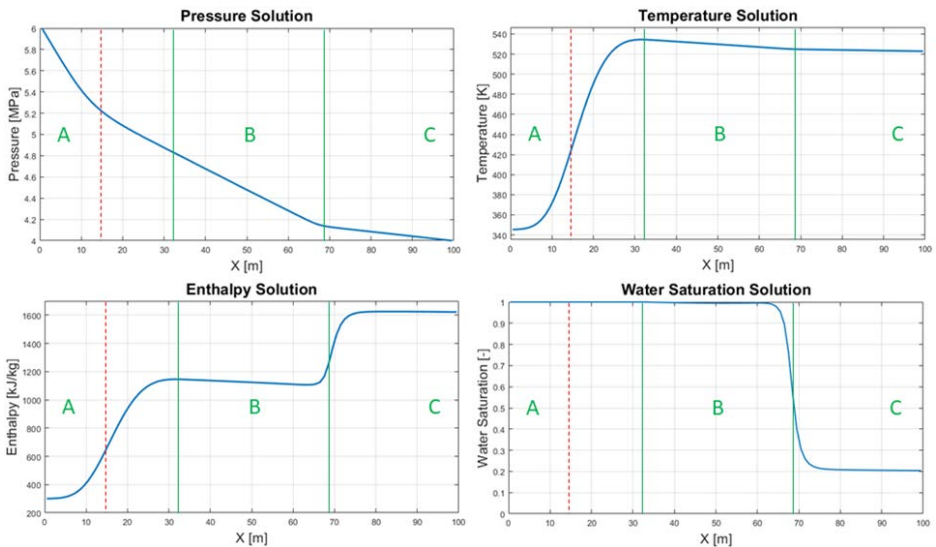 Pressure Solution
6
5.8
5.6
5.4
5.2
5
4.8
4.6
4.4
4.2
4
0 10 20 30 40 50 60 70 80 90 100
Pressure [MPa]
X [m]
A B C
Temperature Solution
540
520
500
480
460
440
420
400
380
360
340
0 10 20 30 40 50 60 70 80 90 100
Temperature [K]
X [m]
A B C
Enthalpy Solution
1600
1400
1200
1000
800
600
400
200
0 10 20 30 40 50 60 70 80 90 100
Enthalpy [kJ/kg]
X [m]
A B C
Water Saturation Solution
1
0.9
0.8
0.7
0.6
0.5
0.4
0.3
0.2
0.1
0
0 10 20 30 40 50 60 70 80 90 100
Water Saturation [-]
X [m]
A B C